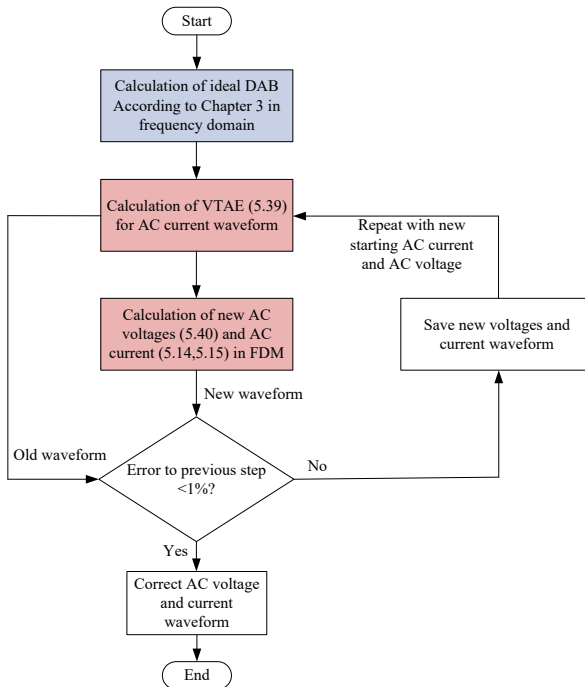 Start
Calculation of ideal DAB
According to Chapter 3 in
frequency domain
Calculation of VTAE (5.39)
for AC current waveform
Repeat with new
starting AC current
and AC voltage
Calculation of new AC
voltages (5.40) and AC
current (5.14,5.15) in FDM
Save new voltages and
current waveform
New waveform
Old waveform
Error to previous step
<1%?
No
Yes
Correct AC voltage
and current
waveform
End